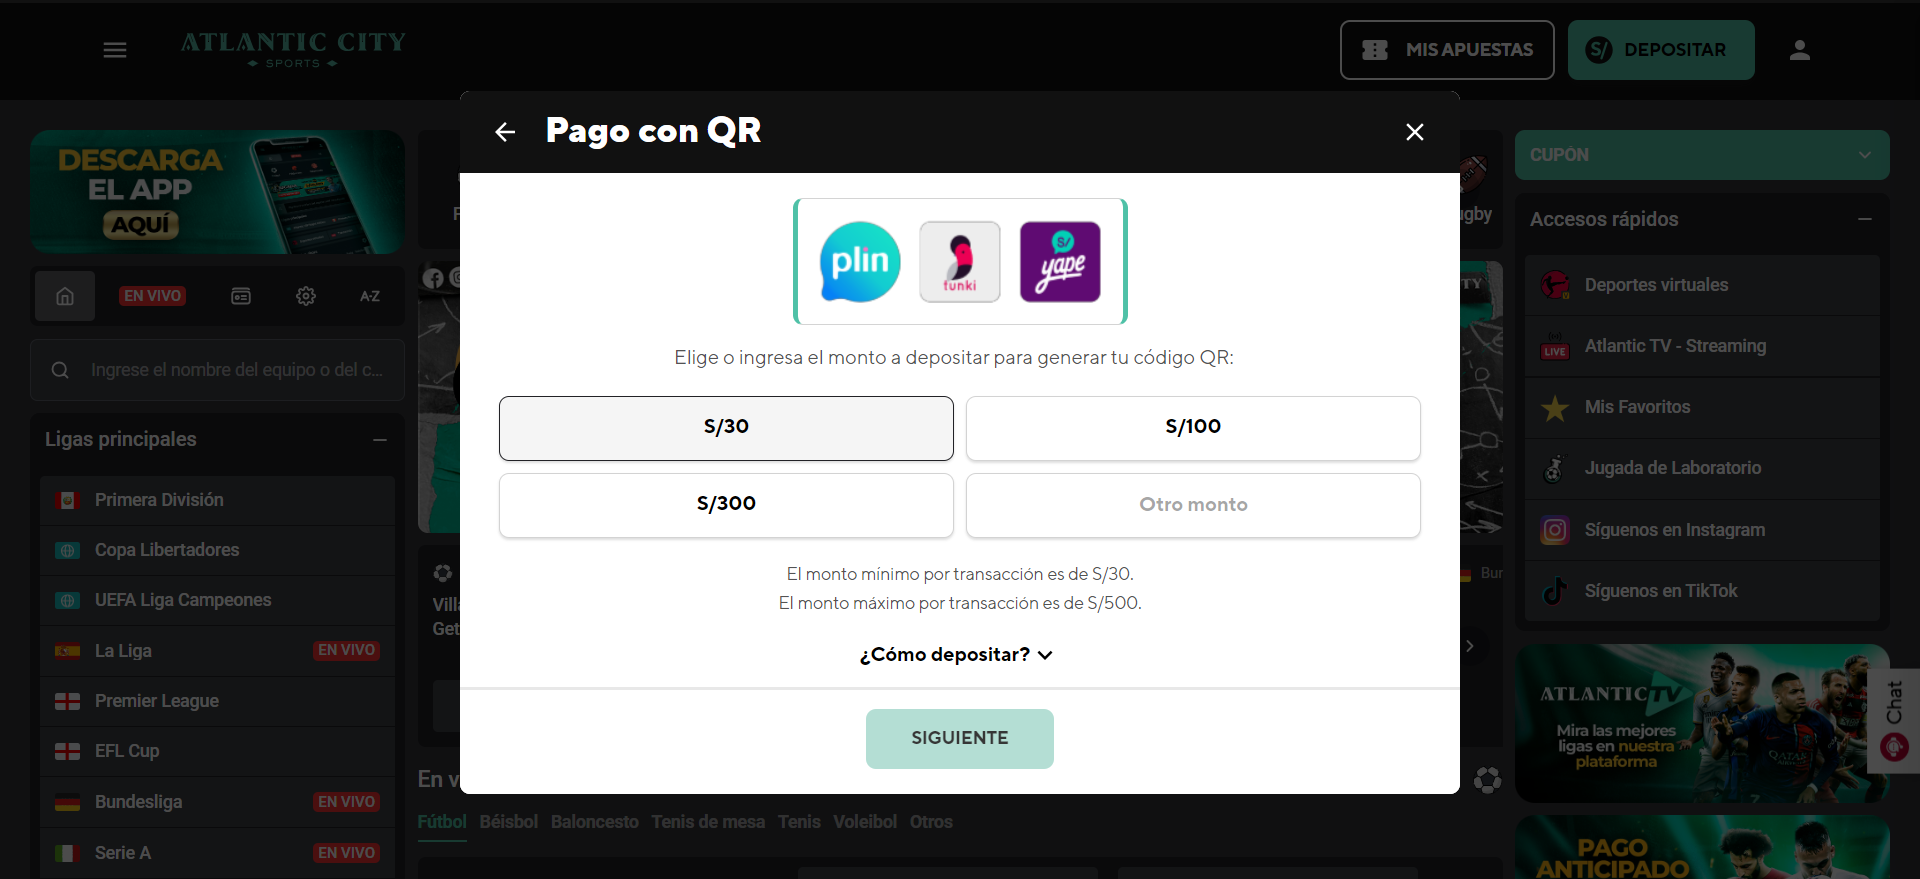 ATLANTIC CITY
SPORTS
MIS APUESTAS
S/ DEPOSITAR
Pago con QR
DESCARGA
EL APP
AQUÍ
EN VIVO
A-Z
Ingrese el nombre del equipo o del c...
Ligas principales
Primera División
Copa Libertadores
UEFA Liga Campeones
La Liga
EN VIVO
Premier League
EFL Cup
Bundesliga
EN VIVO
Serie A
EN VIVO
plin
tunki
S/
yape
Elige o ingresa el monto a depositar para generar tu código QR:
S/30
S/100
S/300
Otro monto
El monto mínimo por transacción es de S/30.
El monto máximo por transacción es de S/500.
¿Cómo depositar?
SIGUIENTE
Fútbol
Béisbol
Baloncesto
Tenis de mesa
Tenis
Voleibol
Otros
CUPÓN
Accesos rápidos
Deportes virtuales
LIVE
Atlantic TV - Streaming
Mis Favoritos
Jugada de Laboratorio
Síguenos en Instagram
Síguenos en TikTok
ATLANTIC TV
Mira las mejores
ligas en nuestra
plataforma
Chat
PAGO
ANTICIPADO